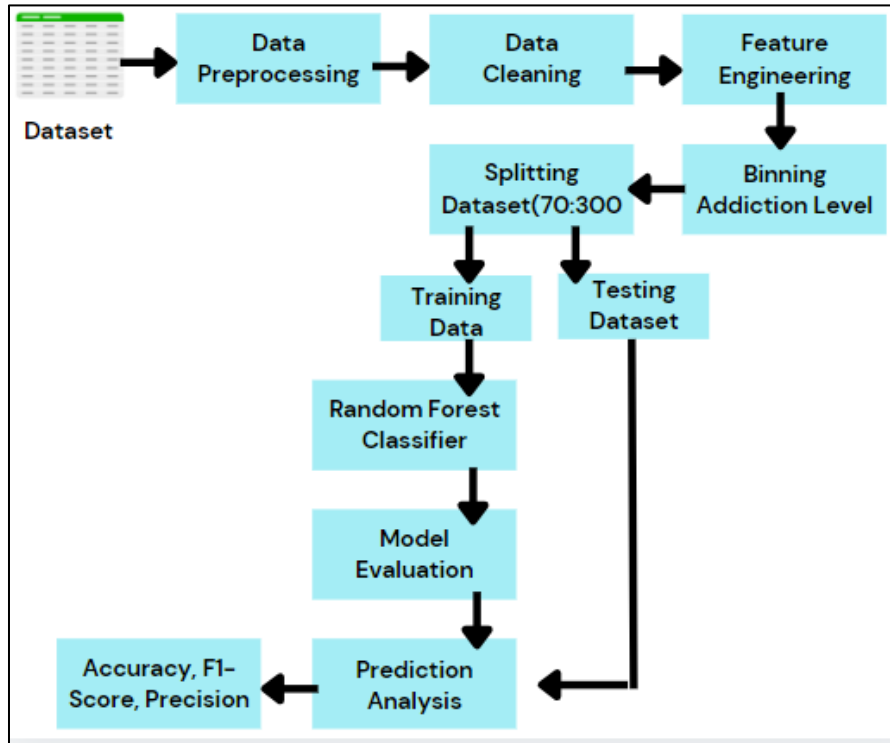 Dataset
Data
Preprocessing
Data
Cleaning
Feature
Engineering
Binning
Addiction Level
Splitting
Dataset(70:300
Training
Data
Testing
Dataset
Random Forest
Classifier
Model
Evaluation
Prediction
Analysis
Accuracy, F1-
Score, Precision